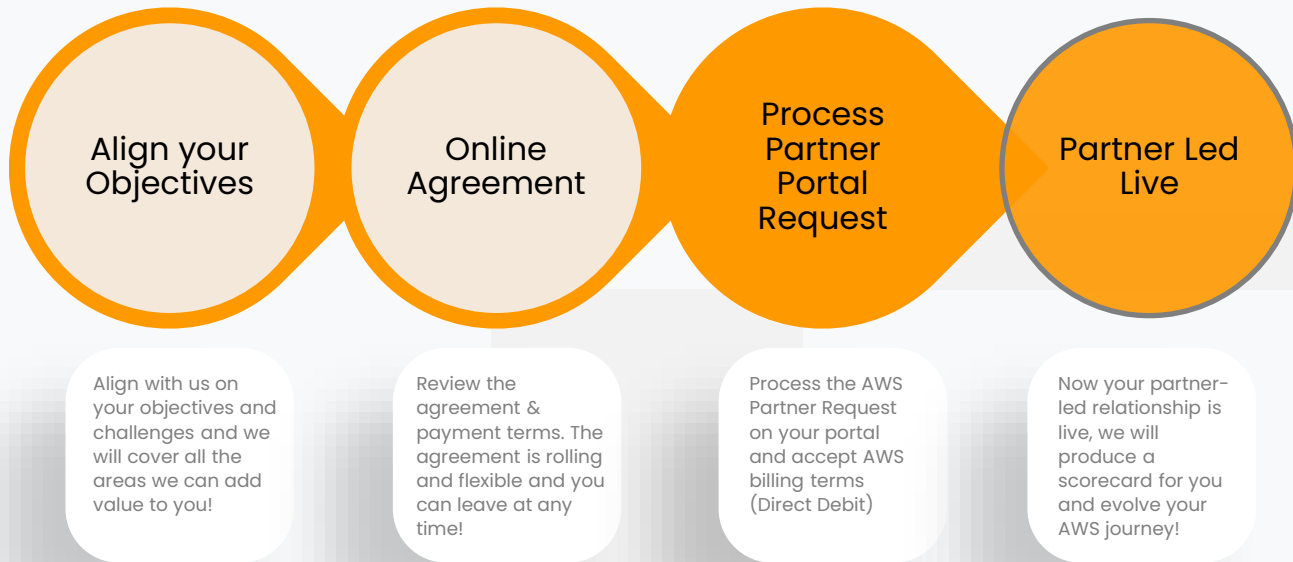 Align your
Objectives
Online
Agreement
Process
Partner
Portal
Request
Partner Led
Live
Align with us on
your objectives and
challenges and we
will cover all the
areas we can add
value to you!
Review the
agreement &
payment terms. The
agreement is rolling
and flexible and you
can leave at any
time!
Process the AWS
Partner Request
on your portal
and accept AWS
billing terms
(Direct Debit)
Now your partner-
led relationship is
live, we will
produce a
scorecard for you
and evolve your
AWS journey!